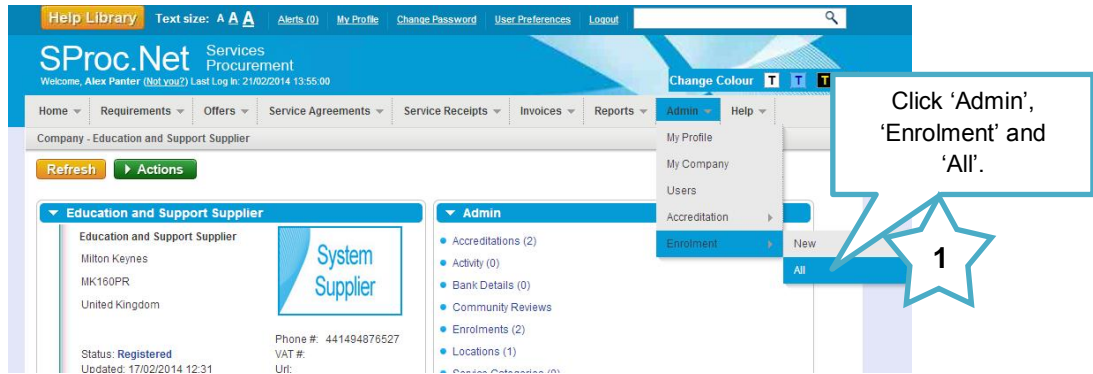 Help Library Text size: A A A Alerts (0) My Profile Change Password User Preferences Logout
SProc.Net Services Procurement
Welcome, Alex Panter (Not you?) Last Log In: 21/02/2014 13:55:00
Change Colour T T T
Home Requirements Offers Service Agreements Service Receipts Invoices Reports Admin Help
Company - Education and Support Supplier
Refresh Actions
My Profile
My Company
Users
Accreditation
Enrolment
New
All
Click ‘Admin’,
‘Enrolment’ and
‘All’.
1
Education and Support Supplier
Education and Support Supplier
Milton Keynes
MK160PR
United Kingdom
System
Supplier
Phone #: 441494876527
Status: Registered
VAT #:
Updated: 17/02/2014 12:31
Url:
Admin
Accreditations (2)
Activity (0)
Bank Details (0)
Community Reviews
Enrolments (2)
Locations (1)